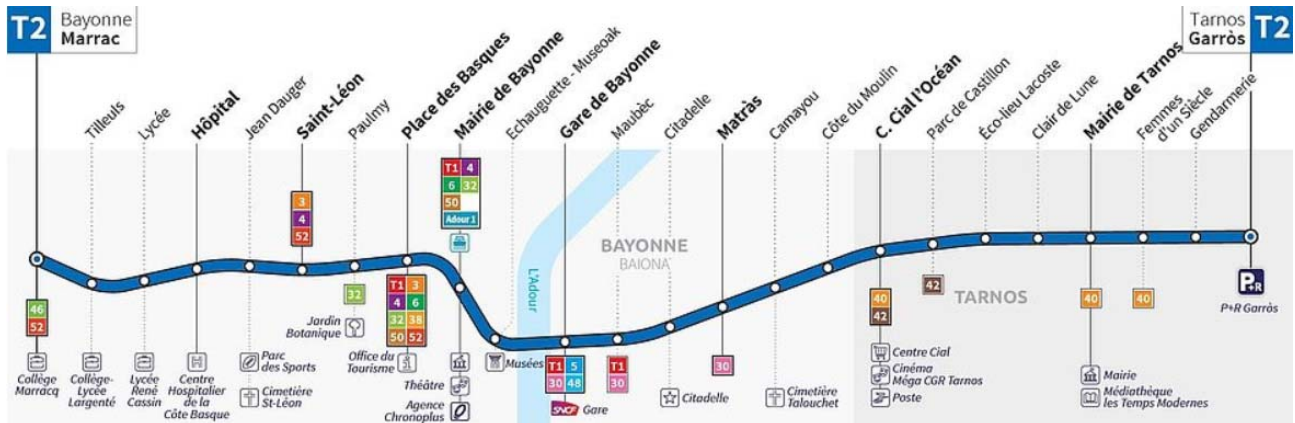 T2
Bayonne
Marrac
Tarnos
Garròs
T2
Tilleuls
Lycée
Hôpital
Jean Dauger
Saint-Léon
Paulmy
Place des Basques
Mairie de Bayonne
Echauguette - Museoak
Gare de Bayonne
Maubèc
Citadelle
Matràs
Camayou
Côte du Moulin
C. Cial l'Océan
Parc de Castillon
Éco-lieu Lacoste
Clair de Lune
Mairie de Tarnos
Femmes
d'un Siècle
Gendarmerie
3
4
52
T1 4
6 32
50
Adour 1
L'Adour
BAYONNE
BAIONA
TARNOS
46
52
Collège
Marracq
Collège-
Lycée
Largenté
Lycée
René
Cassin
Centre
Hospitalier
de la
Côte Basque
Parc
des Sports
Cimetière
St-Léon
32
Jardin
Botanique
Office du
Tourisme
T1 3
4 6
32 38
50 52
Théâtre
Agence
Chronoplus
Musées
T1 5
30 48
SNCF Gare
T1
30
Citadelle
30
Cimetière
Talouchet
40
42
Centre Cial
Cinéma
Méga CGR Tarnos
Poste
42
40
Mairie
Médiathèque
les Temps Modernes
40
P+R
P+R Garròs